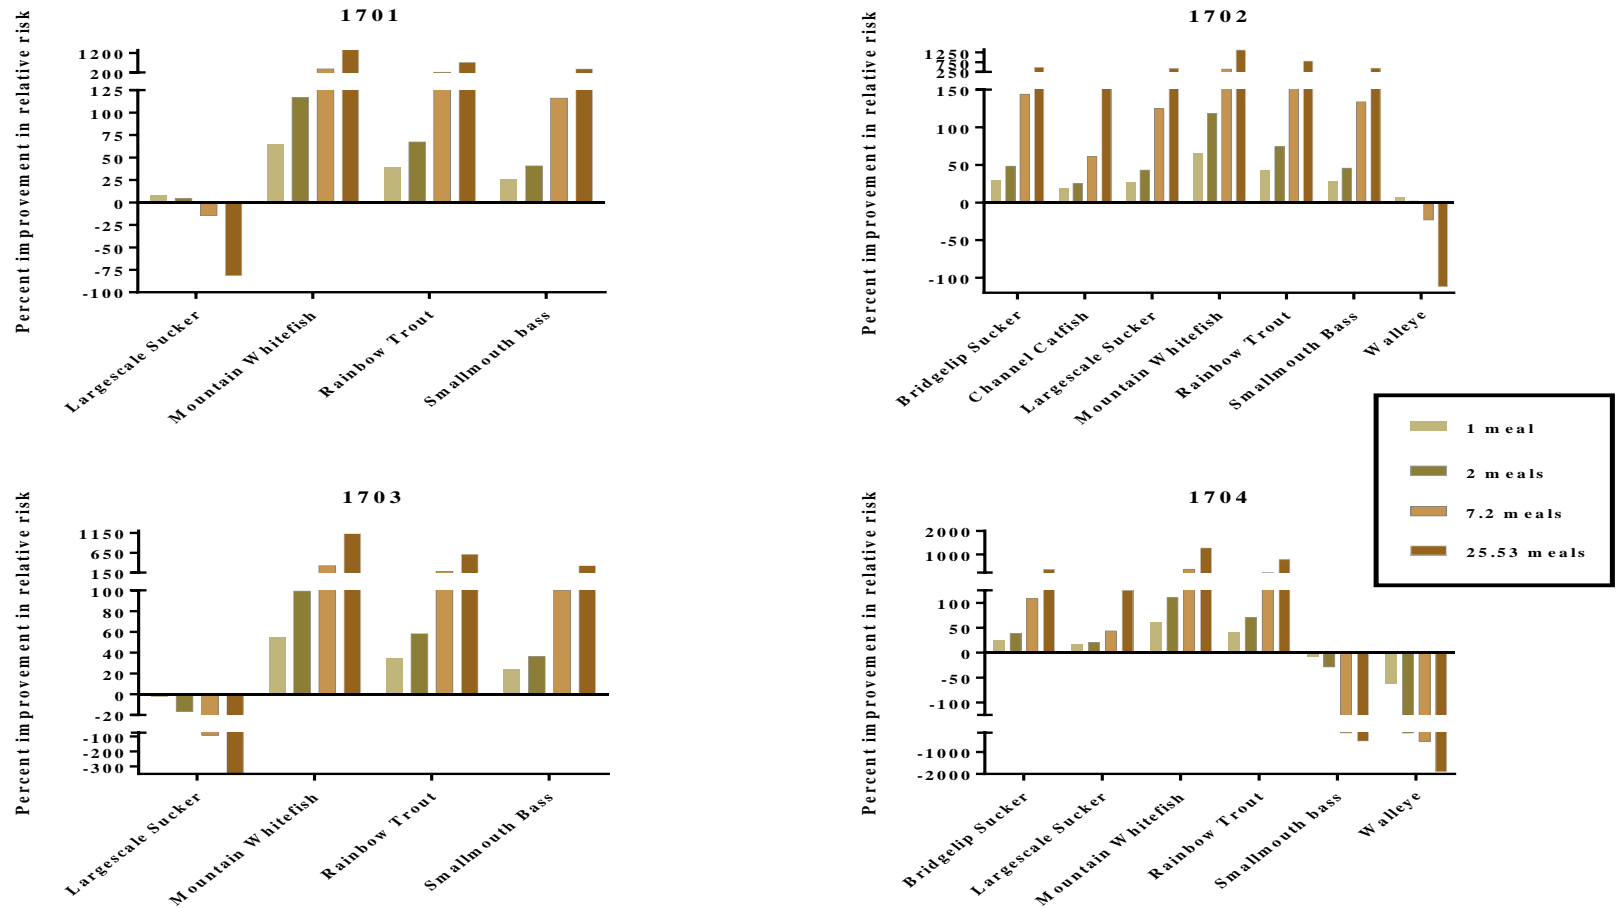 1701
Percent improvement in relative risk
1200
200
125
100
75
50
25
0
-25
-50
-75
-100
Largescale Sucker
Mountain Whitefish
Rainbow Trout
Smallmouth bass
1702
Percent improvement in relative risk
1250
750
250
150
100
50
0
-50
-100
Bridgelip Sucker
Channel Catfish
Largescale Sucker
Mountain Whitefish
Rainbow Trout
Smallmouth Bass
Walleye
1 meal
2 meals
7.2 meals
25.53 meals
1703
Percent improvement in relative risk
1150
650
150
100
80
60
40
20
0
-20
-100
-200
-300
Largescale Sucker
Mountain Whitefish
Rainbow Trout
Smallmouth Bass
1704
Percent improvement in relative risk
2000
1000
100
50
0
-50
-100
-1000
-2000
Bridgelip Sucker
Largescale Sucker
Mountain Whitefish
Rainbow Trout
Smallmouth bass
Walleye